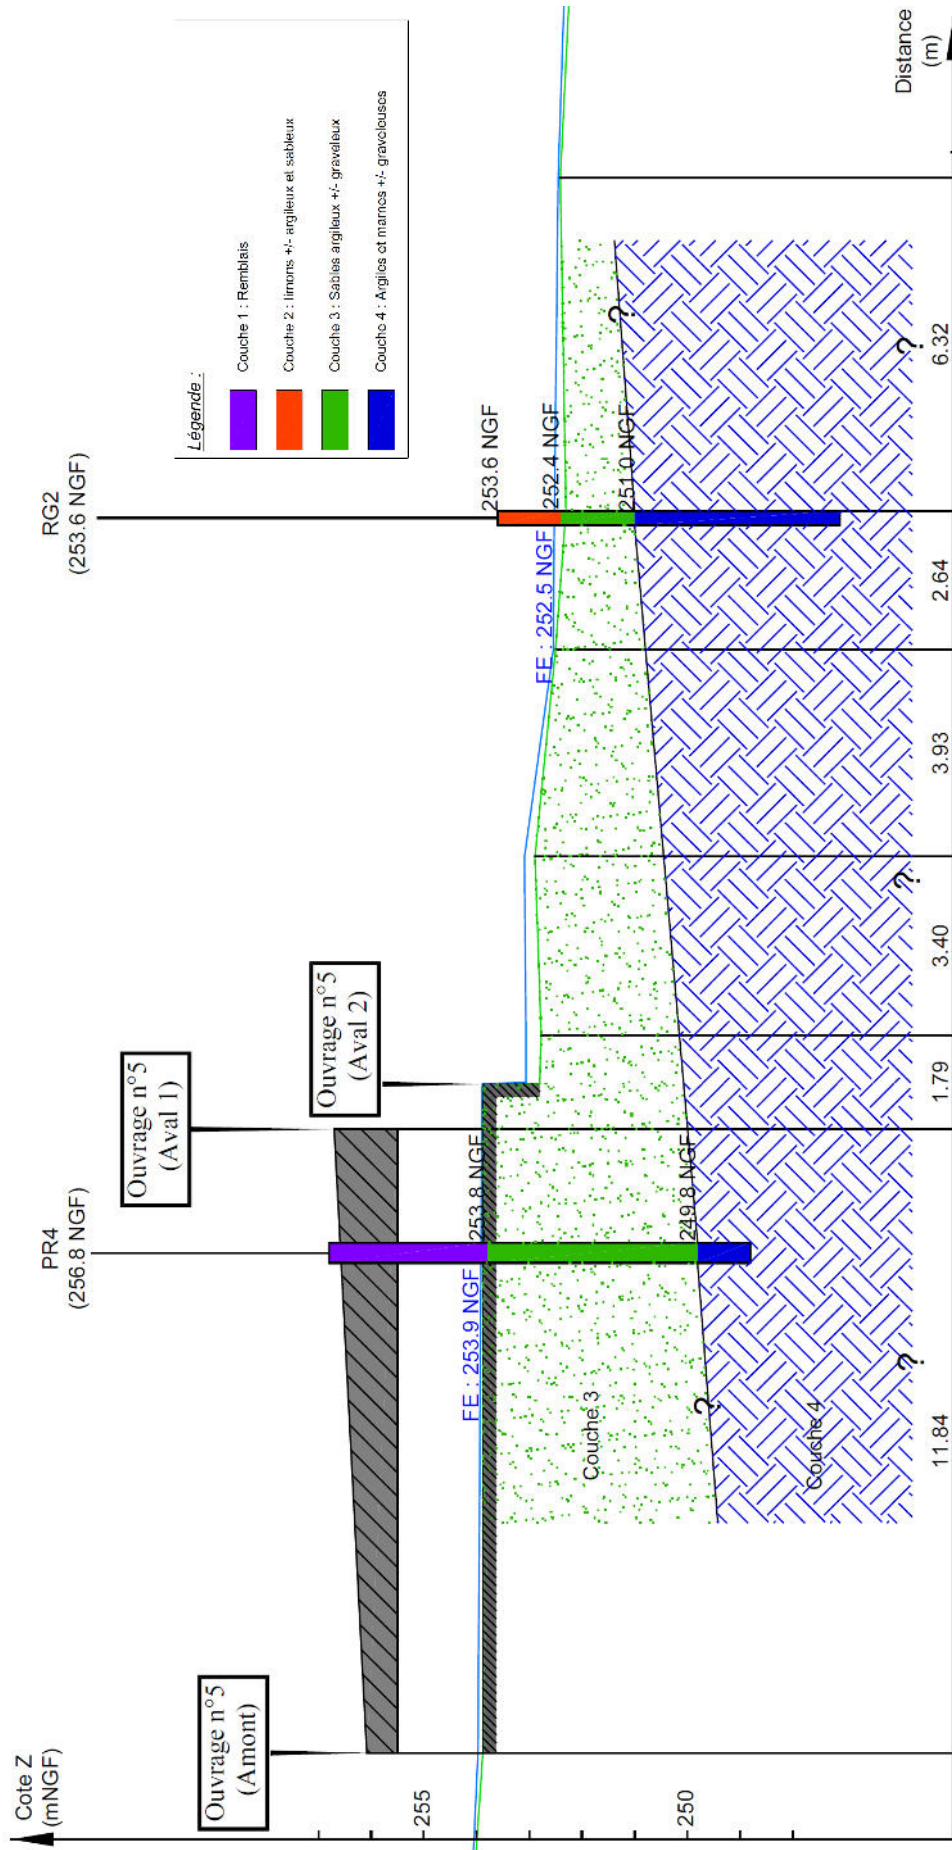 Cote Z
(mNGF)
255
250
Ouvrage n°5
(Amont)
PR4
(256.8 NGF)
Ouvrage n°5
(Aval 1)
Ouvrage n°5
(Aval 2)
RG2
(253.6 NGF)
Légende :
Couche 1 : Remblais
Couche 2 : limons +/- argileux et sableux
Couche 3 : Sables argileux +/- graveleux
Couche 4 : Argiles et marnes +/- graveleuses
FE : 253.9 NGF
253.8 NGF
249.8 NGF
FE : 252.5 NGF
253.6 NGF
252.4 NGF
251.0 NGF
Couche 3
Couche 4
?
?
?
?
?
11.84
1.79
3.40
3.93
2.64
6.32
Distance
(m)